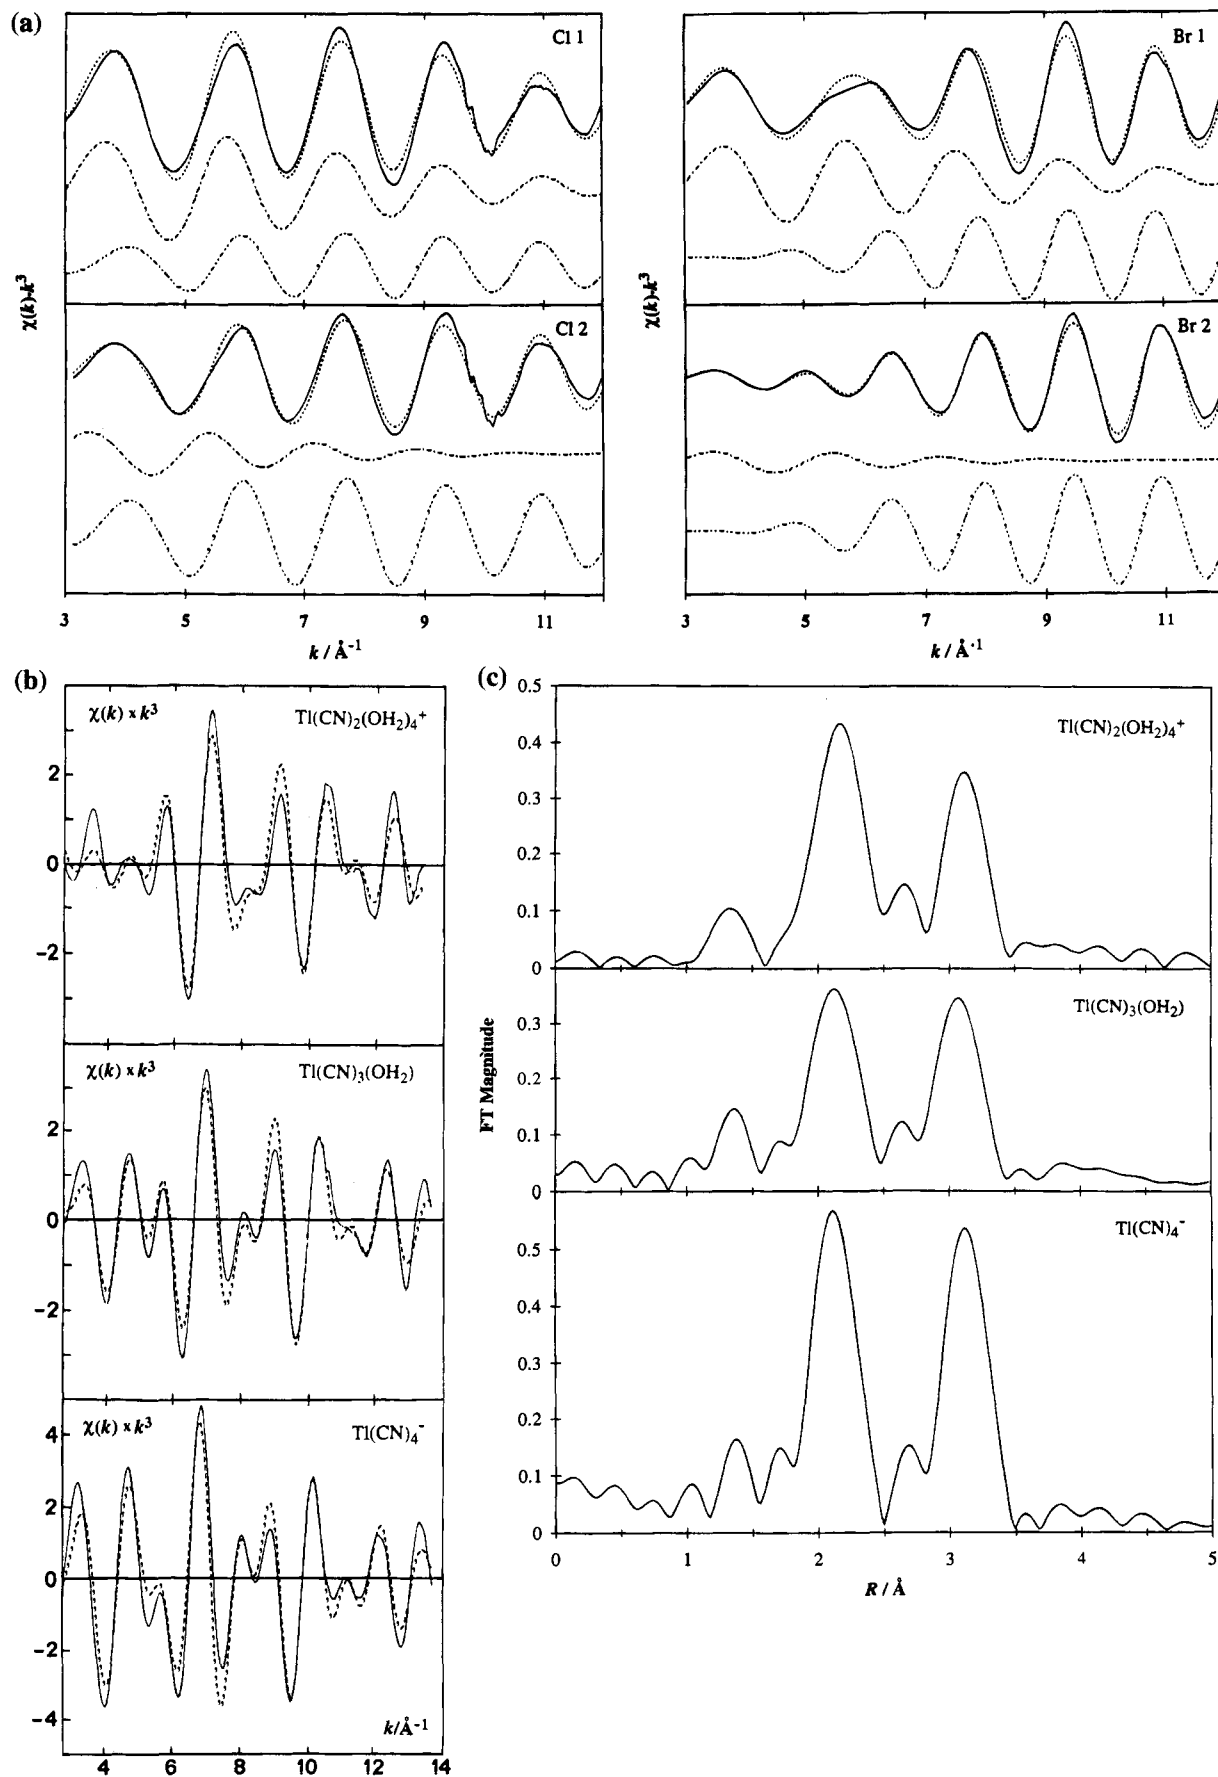 (a)
Cl 1
Cl 2
χ(k)·k³
3 5 7 9 11
k / Å⁻¹
Br 1
Br 2
χ(k)·k³
3 5 7 9 11
k / Å⁻¹
(b)
χ(k) × k³ Tl(CN)₂(OH₂)₄⁺
2
0
−2
χ(k) × k³ Tl(CN)₃(OH₂)
2
0
−2
χ(k) × k³ Tl(CN)₄⁻
4
2
0
−2
−4
k/Å⁻¹
4 6 8 10 12 14
(c)
0.5
0.4
0.3
0.2
0.1
0
Tl(CN)₂(OH₂)₄⁺
0.3
0.2
0.1
0
Tl(CN)₃(OH₂)
FT Magnitude
0.5
0.4
0.3
0.2
0.1
0
Tl(CN)₄⁻
0 1 2 3 4 5
R / Å